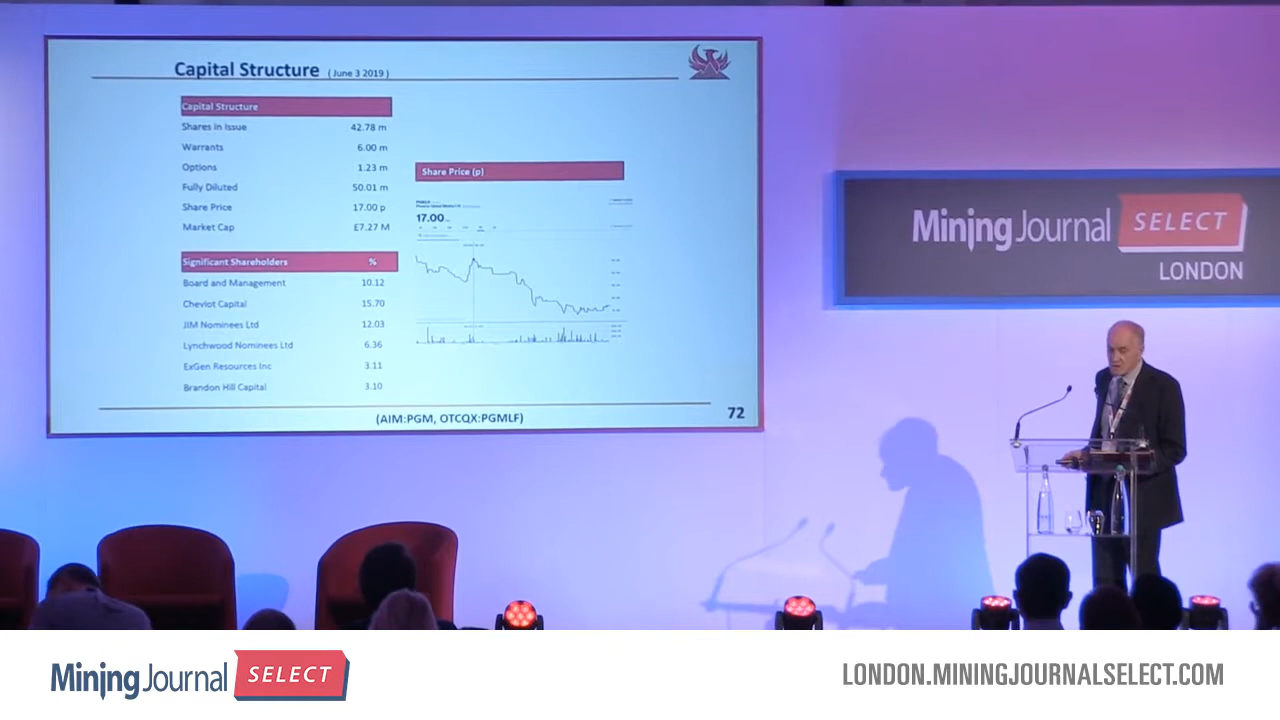 Capital Structure ( June 3 2019 )
Capital Structure
Shares in Issue 42.78 m
Warrants 6.00 m
Options 1.23 m
Fully Diluted 50.01 m
Share Price 17.00 p
Market Cap £7.27 M
Significant Shareholders %
Board and Management 10.12
Cheviot Capital 15.70
JIM Nominees Ltd 12.03
Lynchwood Nominees Ltd 6.36
ExGen Resources Inc 3.11
Brandon Hill Capital 3.10
Share Price (p)
17.00
(AIM:PGM, OTCQX:PGMLF)
72
Mining Journal SELECT
LONDON
Mining Journal SELECT
LONDON.MININGJOURNALSELECT.COM